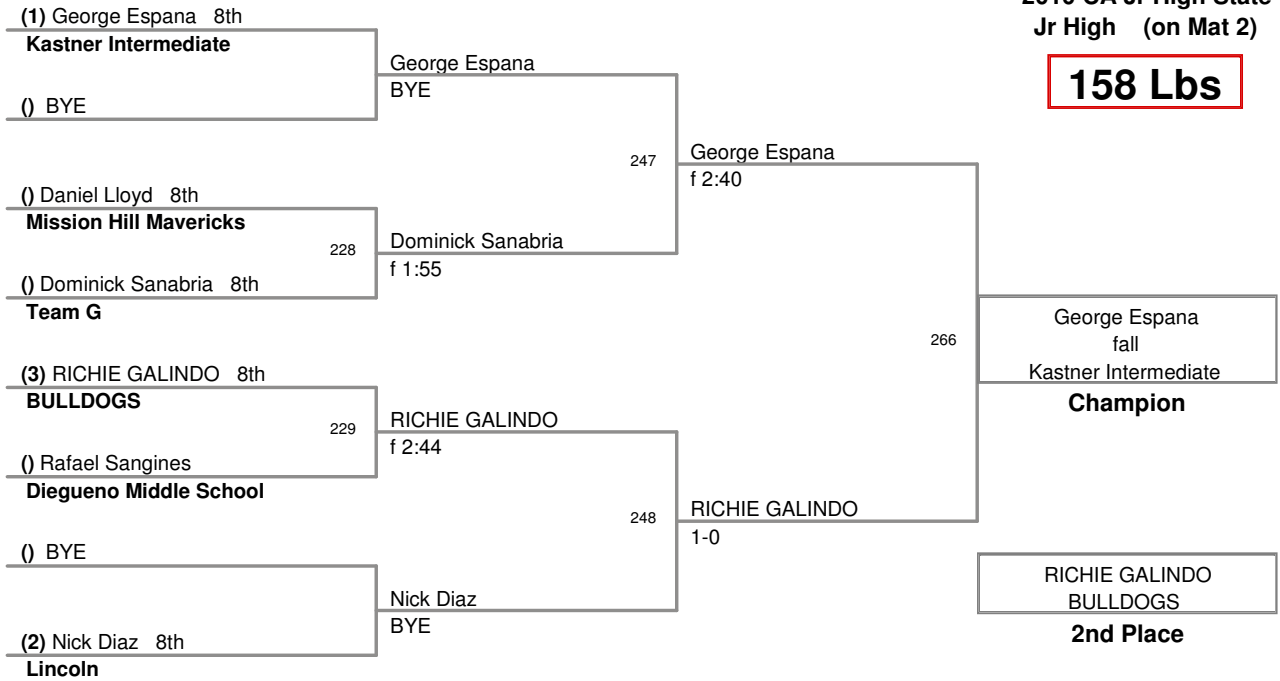 (1) George Espana 8th
Kastner Intermediate
() BYE
() Daniel Lloyd 8th
Mission Hill Mavericks
228
() Dominick Sanabria 8th
Team G
(3) RICHIE GALINDO 8th
BULLDOGS
229
() Rafael Sangines
Diegueno Middle School
() BYE
(2) Nick Diaz 8th
Lincoln
George Espana
BYE
247
Dominick Sanabria
f 1:55
RICHIE GALINDO
f 2:44
248
Nick Diaz
BYE
George Espana
f 2:40
266
RICHIE GALINDO
1-0
Jr High (on Mat 2)
158 Lbs
George Espana
fall
Kastner Intermediate
Champion
RICHIE GALINDO
BULLDOGS
2nd Place